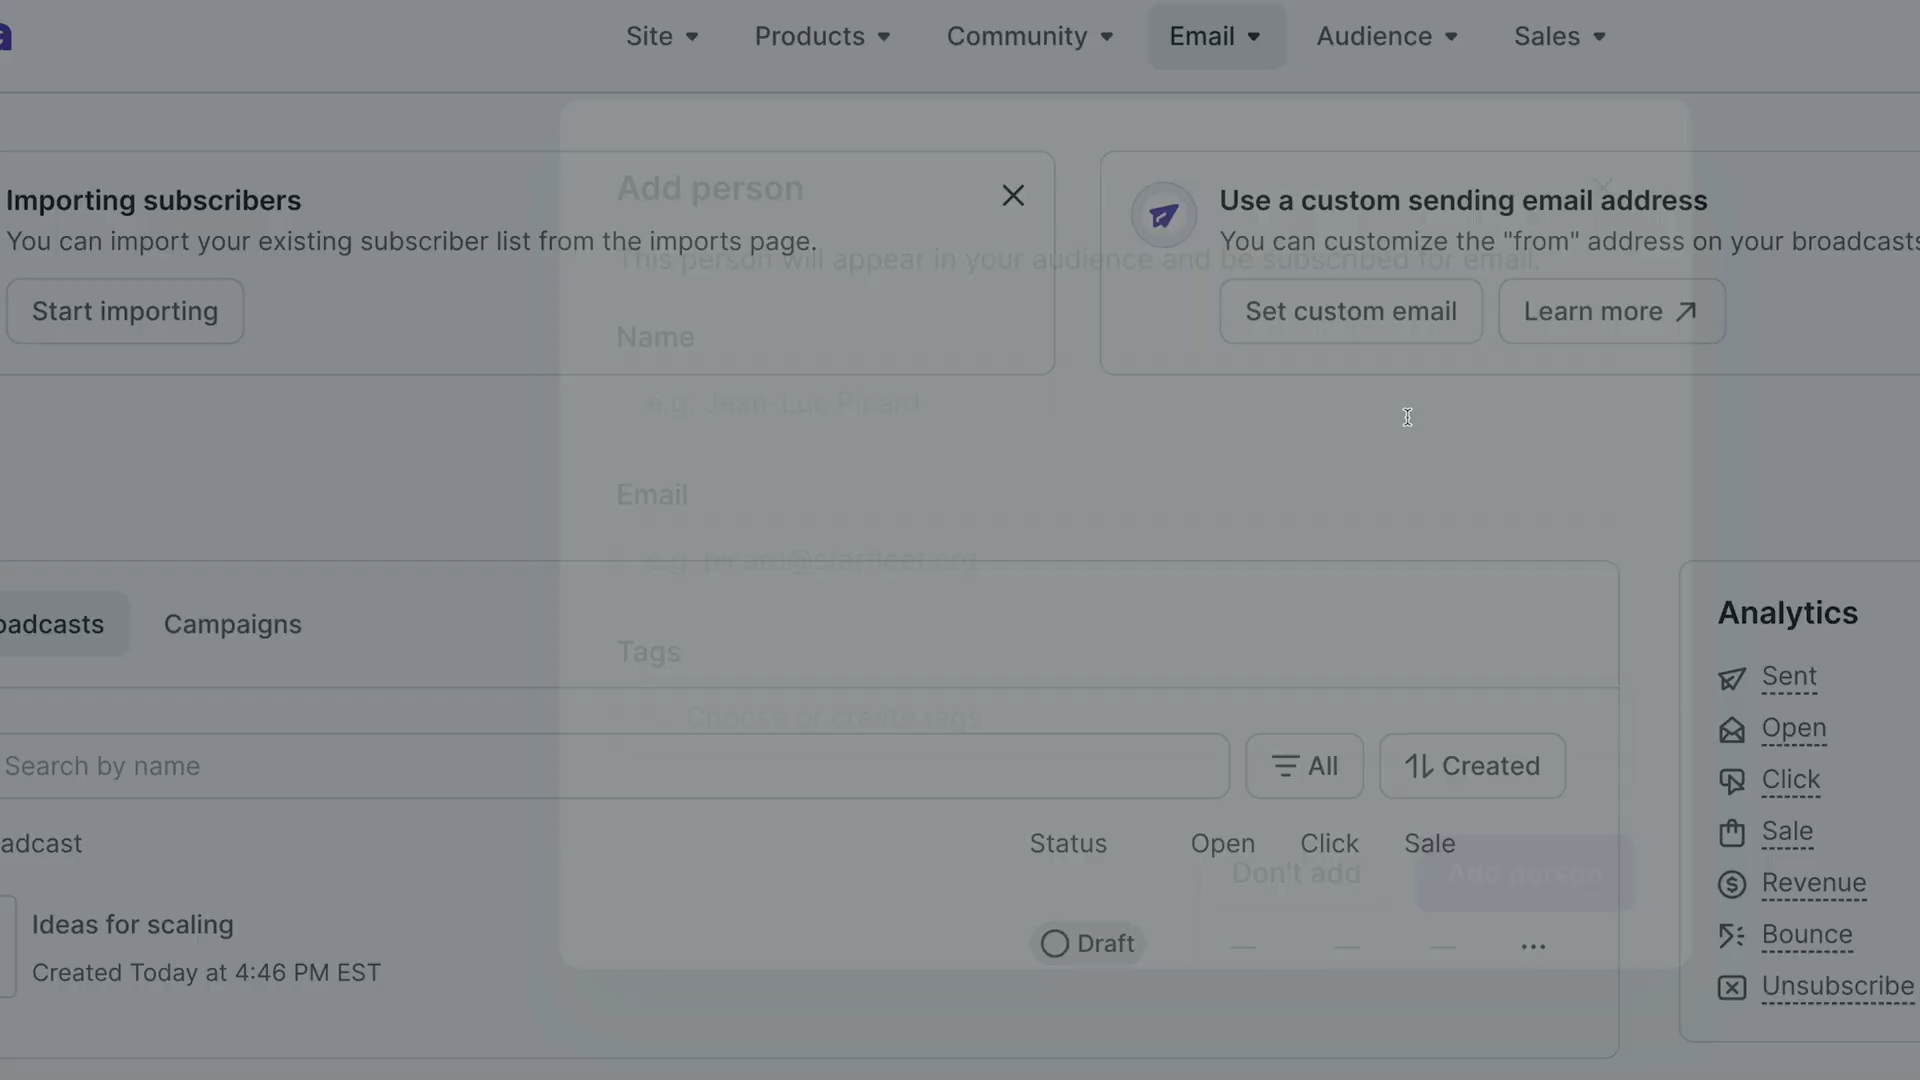 Site Products Community Email Audience Sales
Importing subscribers
You can import your existing subscriber list from the imports page.
Start importing
Use a custom sending email address
You can customize the "from" address on your broadcasts
Set custom email Learn more
Add person
This person will appear in your audience and be subscribed for email.
Name
e.g. Jean-Luc Picard
Email
e.g. picard@starfleet.org
Tags
Choose or create tags
Don't add Add person
oadcasts Campaigns
Search by name All Created
adcast Status Open Click Sale
Ideas for scaling Draft — — — ...
Created Today at 4:46 PM EST
Analytics
Sent
Open
Click
Sale
Revenue
Bounce
Unsubscribe